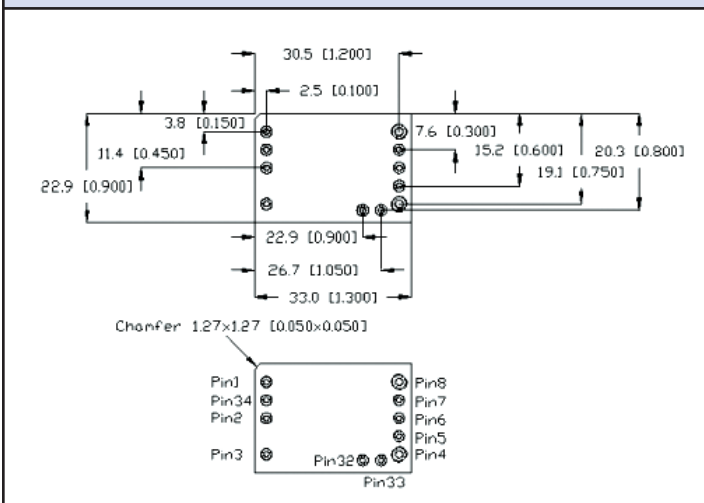 30.5 [1.200]
2.5 [0.100]
3.8 [0.150]
7.6 [0.300]
11.4 [0.450]
15.2 [0.600]
20.3 [0.800]
19.1 [0.750]
22.9 [0.900]
22.9 [0.900]
26.7 [1.050]
33.0 [1.300]
Chamfer 1.27x1.27 [0.050x0.050]
Pin1
Pin8
Pin34
Pin7
Pin2
Pin6
Pin5
Pin3
Pin32
Pin4
Pin33